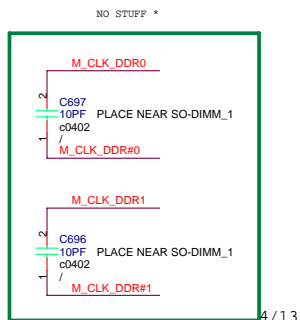 NO STUFF *
M_CLK_DDR0
2
C697
10PF PLACE NEAR SO-DIMM_1
c0402
1 /
M_CLK_DDR#0
M_CLK_DDR1
2
C696
10PF PLACE NEAR SO-DIMM_1
c0402
1 /
M_CLK_DDR#1
4/13